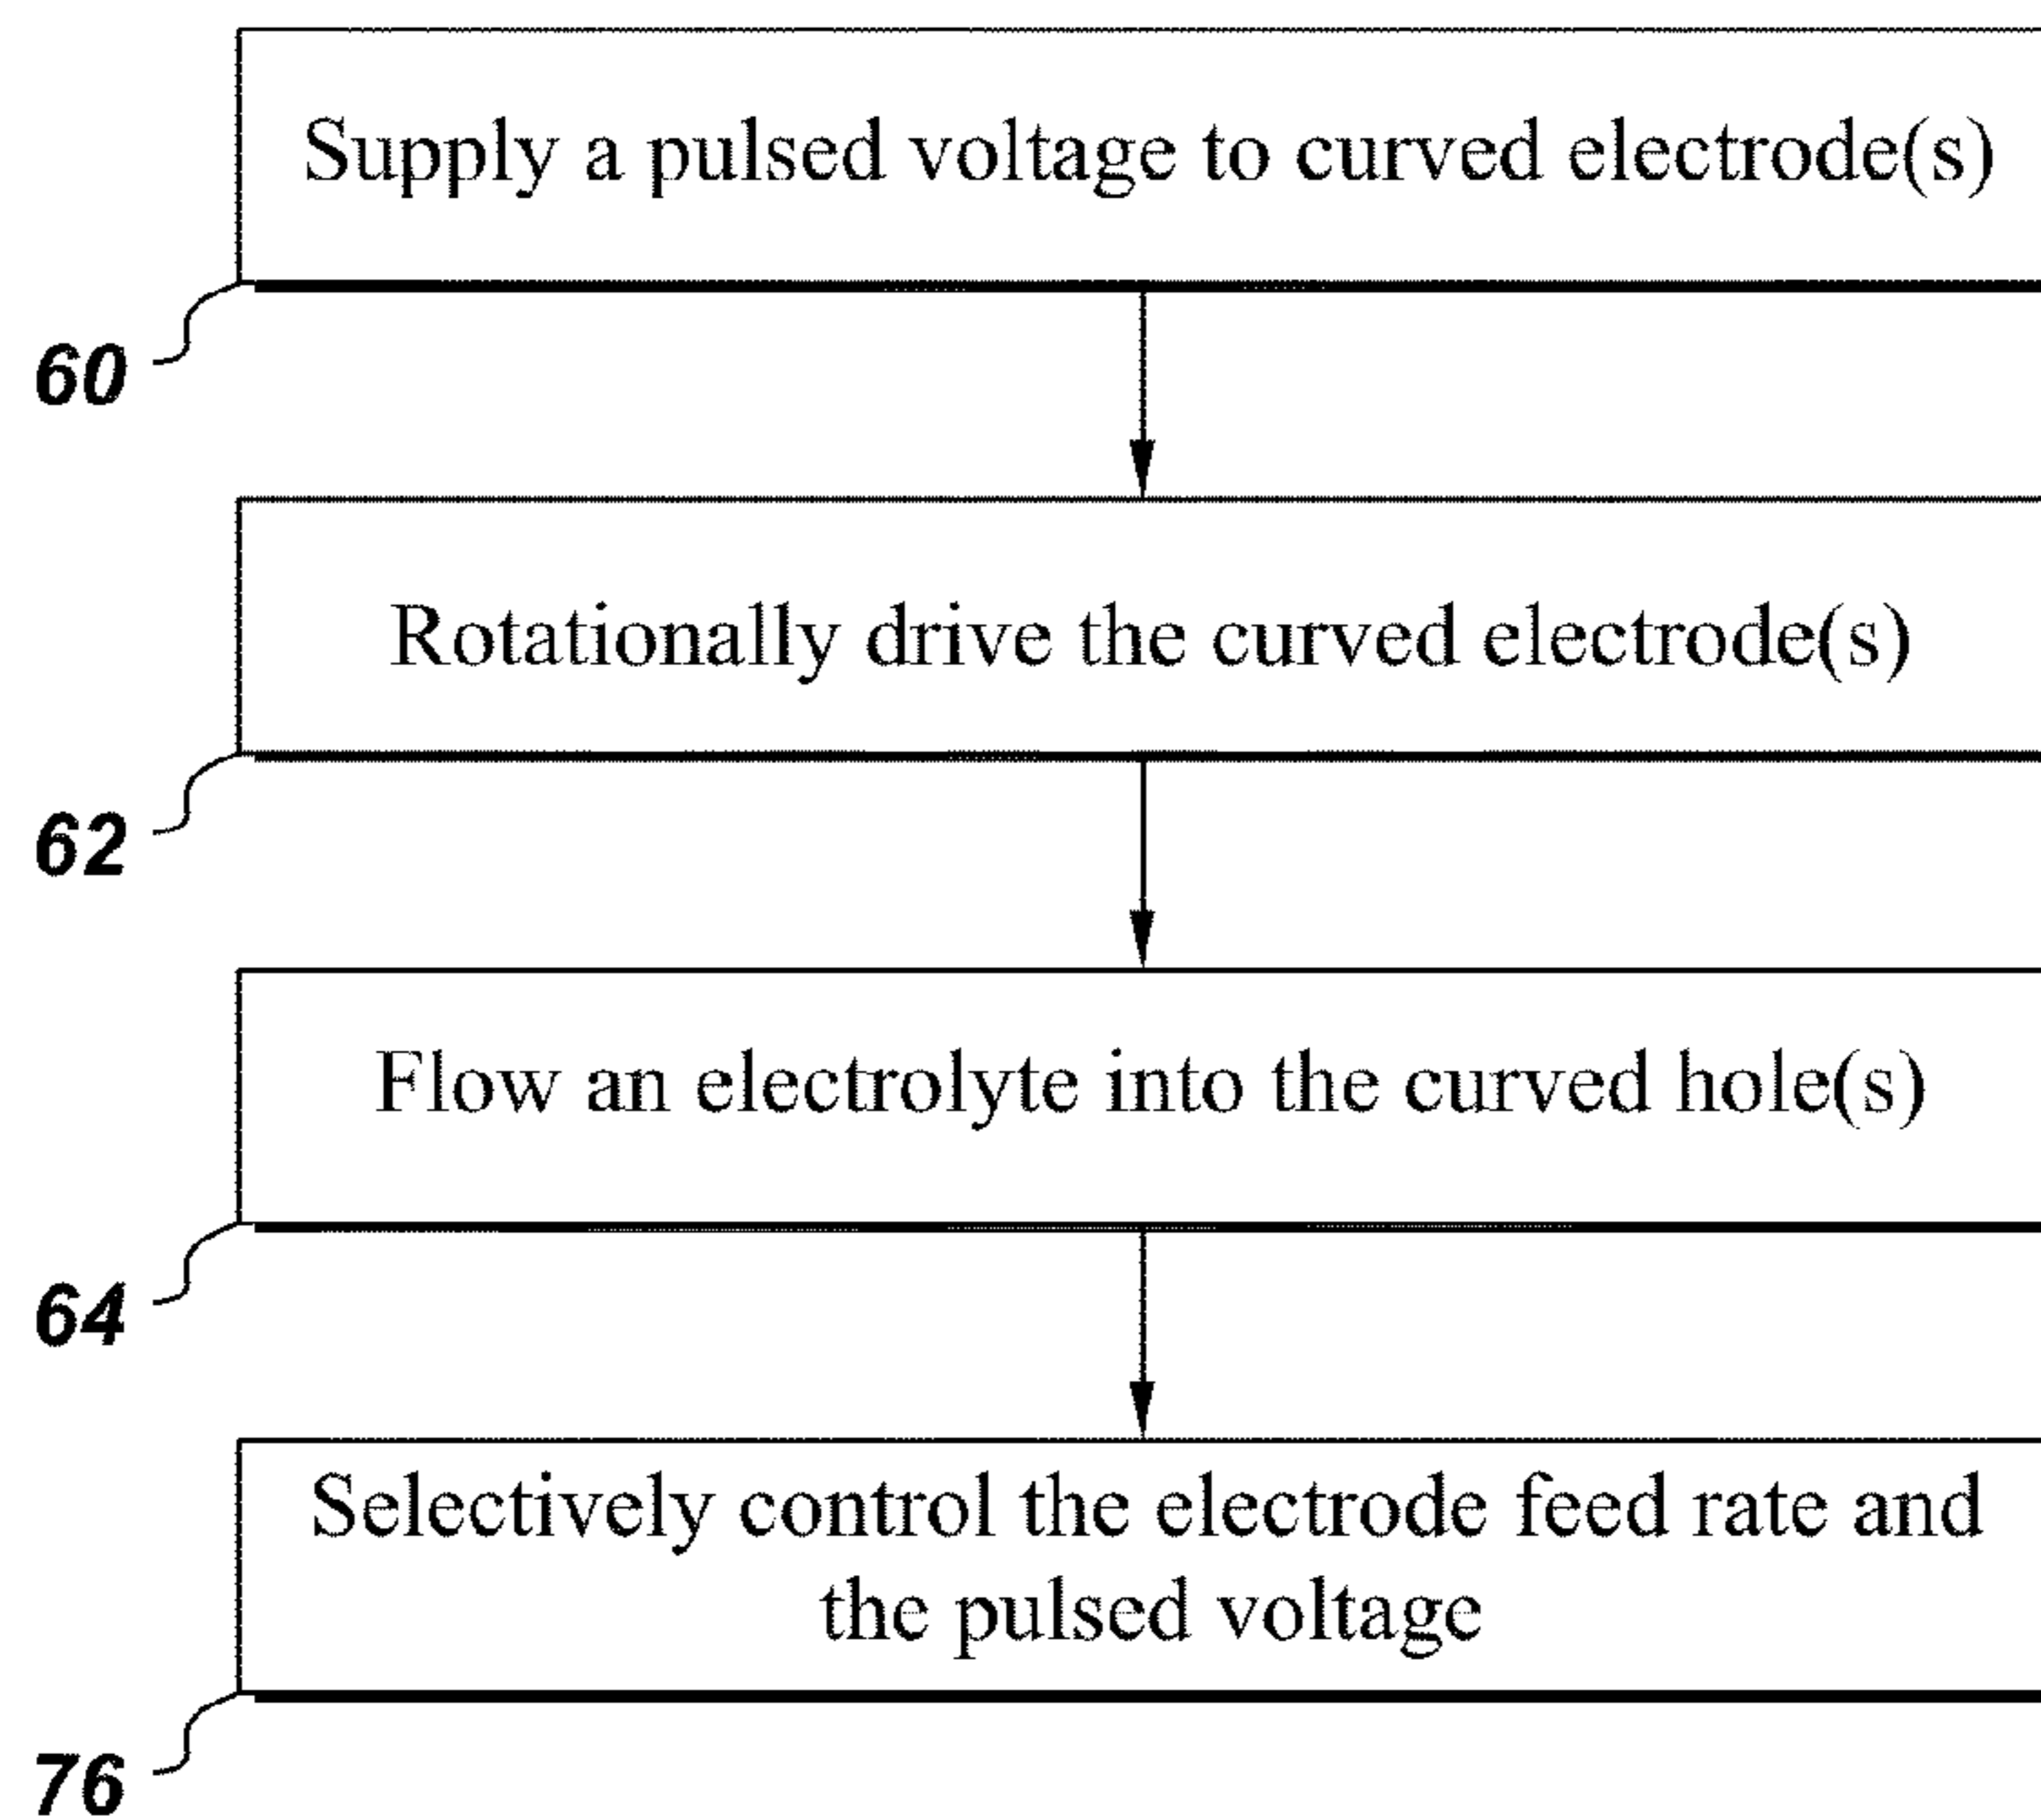 Supply a pulsed voltage to curved electrode(s)
60
Rotationally drive the curved electrode(s)
62
Flow an electrolyte into the curved hole(s)
64
Selectively control the electrode feed rate and
the pulsed voltage
76